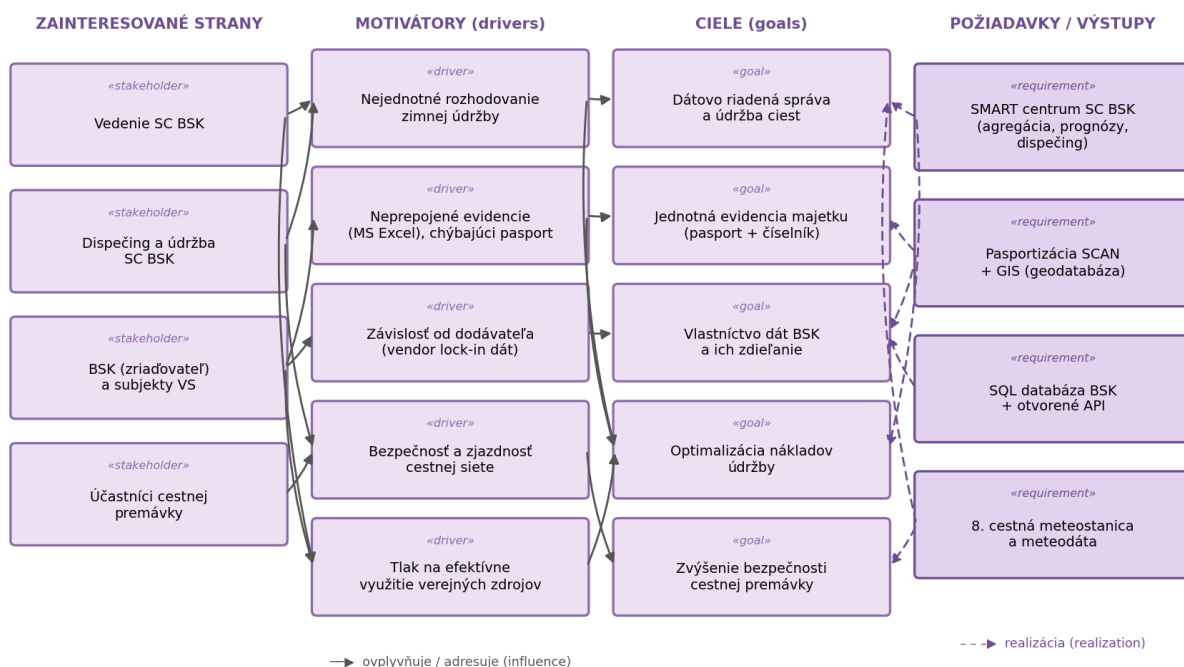 ZAINTERESOVANÉ STRANY
MOTIVÁTORY (drivers)
CIELE (goals)
POŽIADAVKY / VÝSTUPY
«stakeholder»
Vedenie SC BSK
«stakeholder»
Dispečing a údržba
SC BSK
«stakeholder»
BSK (zriaďovateľ)
a subjekty VS
«stakeholder»
Účastníci cestnej
premávky
«driver»
Nejednotné rozhodovanie
zimnej údržby
«driver»
Neprepojené evidencie
(MS Excel), chýbajúci pasport
«driver»
Závislosť od dodávateľa
(vendor lock-in dát)
«driver»
Bezpečnosť a zjazdnosť
cestnej siete
«driver»
Tlak na efektívne
využitie verejných zdrojov
«goal»
Dátovo riadená správa
a údržba ciest
«goal»
Jednotná evidencia majetku
(pasport + číselník)
«goal»
Vlastníctvo dát BSK
a ich zdieľanie
«goal»
Optimalizácia nákladov
údržby
«goal»
Zvýšenie bezpečnosti
cestnej premávky
«requirement»
SMART centrum SC BSK
(agregácia, prognózy,
dispečing)
«requirement»
Pasportizácia SCAN
+ GIS (geodatabáza)
«requirement»
SQL databáza BSK
+ otvorené API
«requirement»
8. cestná meteostanica
a meteodáta
realizácia (realization)
ovplyvňuje / adresuje (influence)